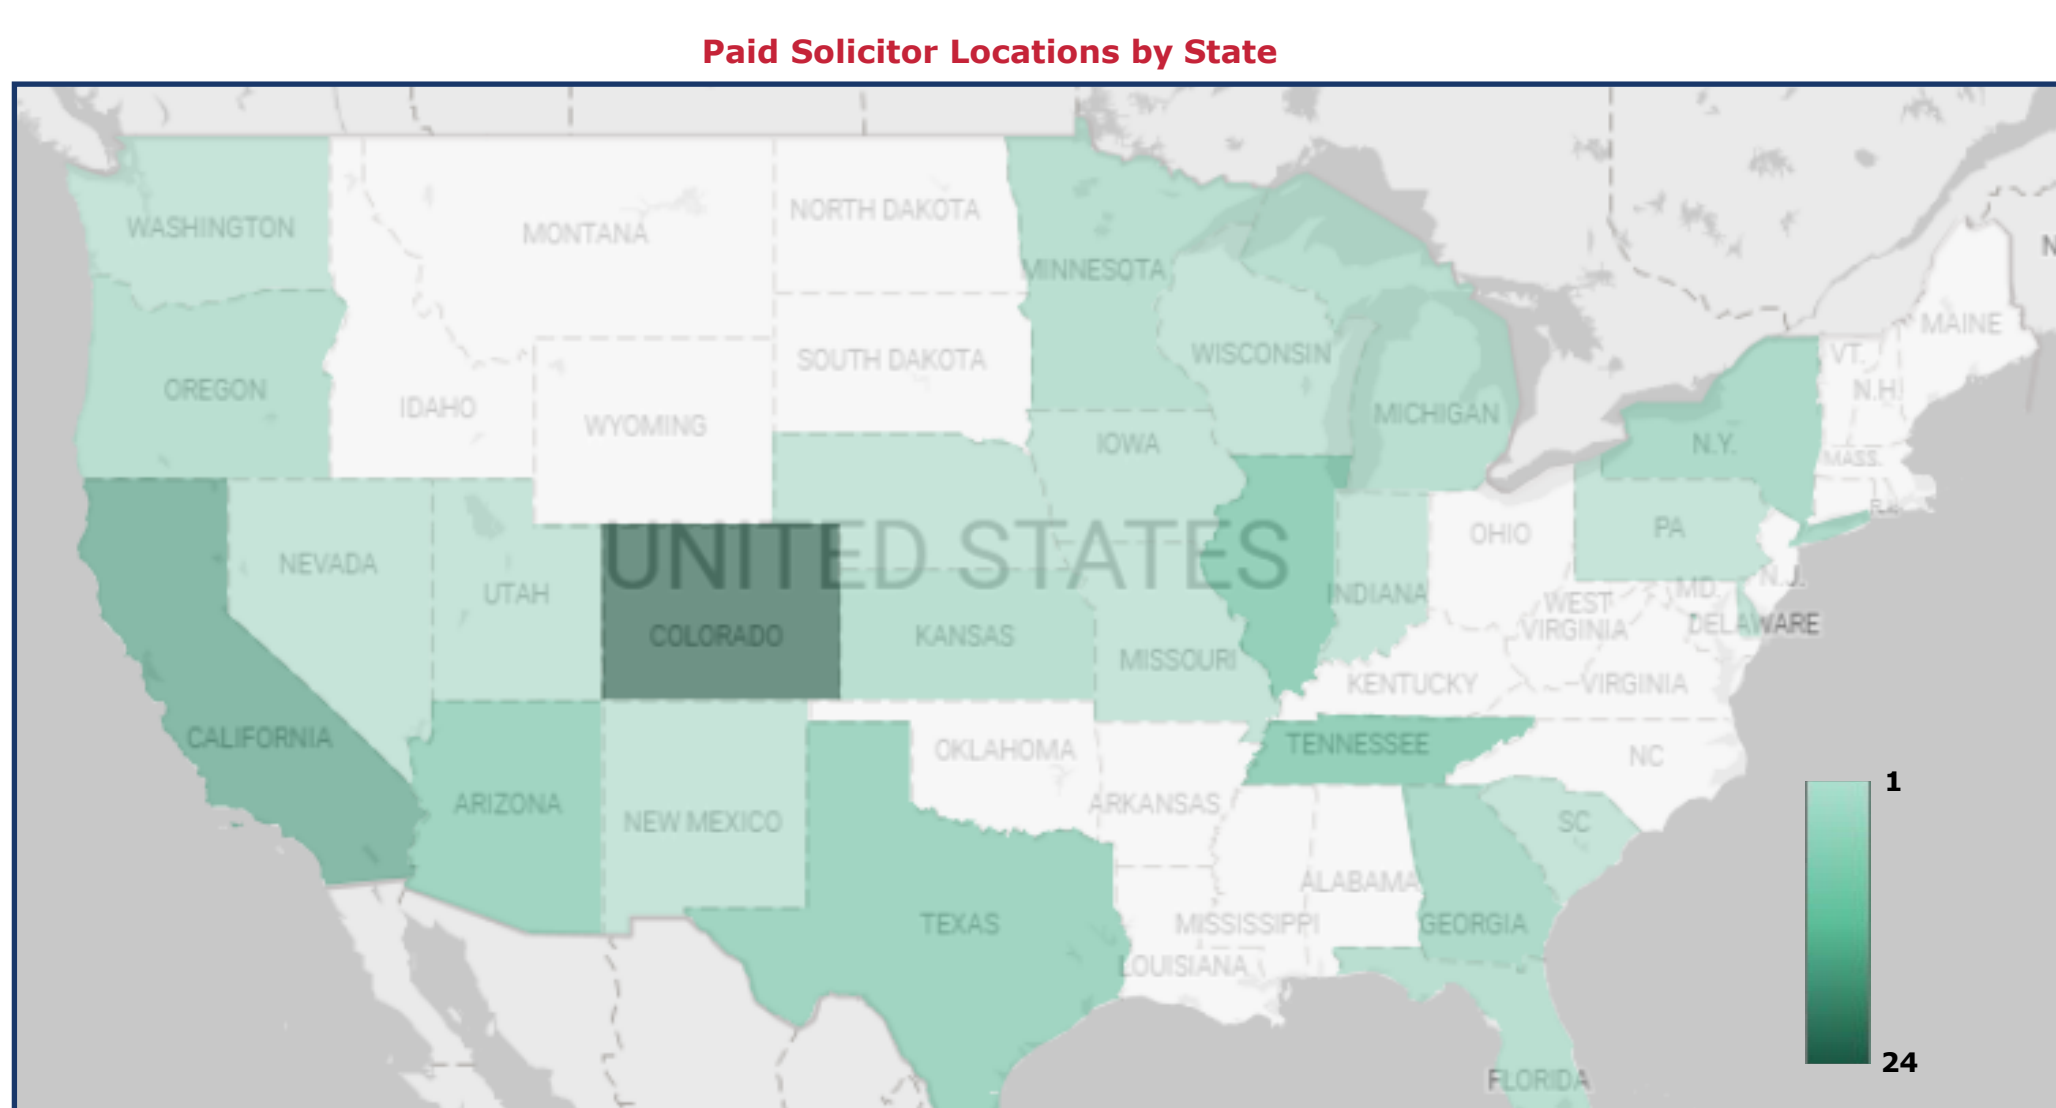 Paid Solicitor Locations by State
WASHINGTON
MONTANA
NORTH DAKOTA
MINNESOTA
N
MAINE
VT.
N.H.
SOUTH DAKOTA
WISCONSIN
OREGON
IDAHO
WYOMING
MICHIGAN
IOWA
N.Y.
MASS.
R.I.
UNITED STATES
OHIO
PA
NEVADA
UTAH
INDIANA
N.J.
MD.
WEST
VIRGINIA
DELAWARE
COLORADO
KANSAS
MISSOURI
KENTUCKY
VIRGINIA
CALIFORNIA
OKLAHOMA
TENNESSEE
NC
ARIZONA
NEW MEXICO
ARKANSAS
SC
1
ALABAMA
TEXAS
MISSISSIPPI
GEORGIA
LOUISIANA
24
FLORIDA